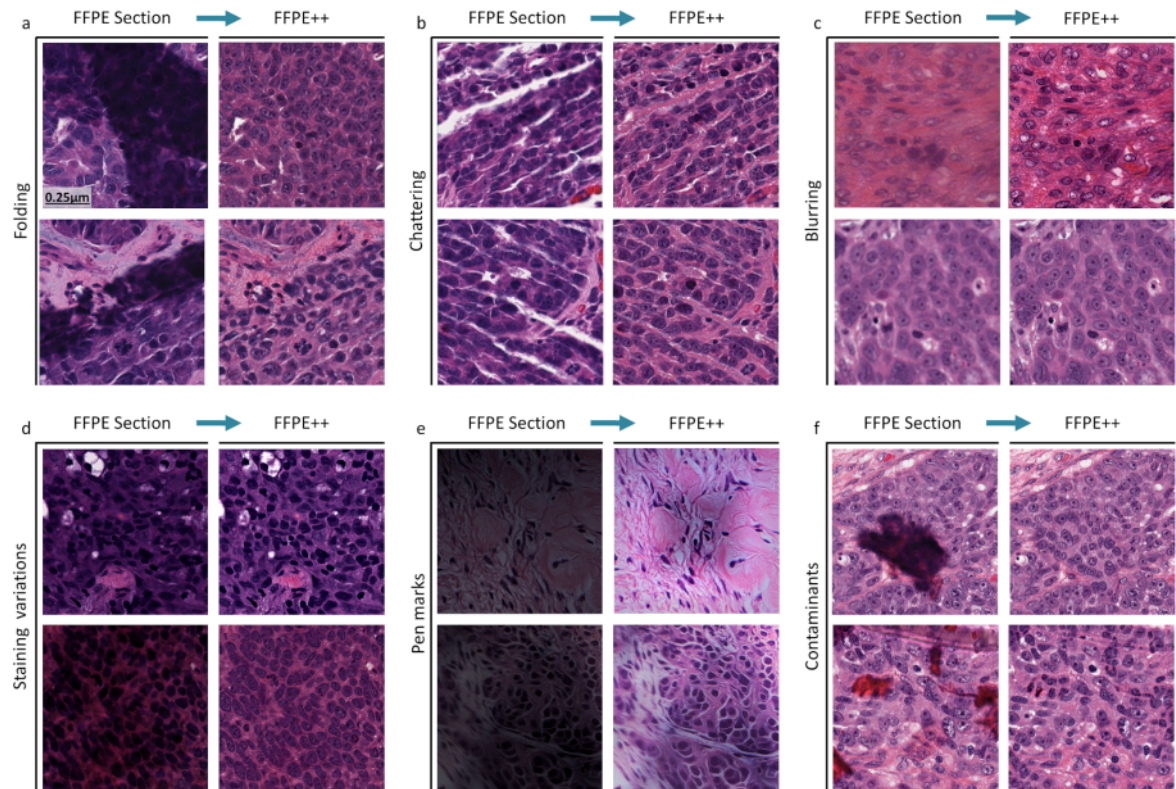 a FFPE Section FFPE++
Folding
0.25μm
b FFPE Section FFPE++
Chattering
c FFPE Section FFPE++
Blurring
d FFPE Section FFPE++
Staining variations
e FFPE Section FFPE++
Pen marks
f FFPE Section FFPE++
Contaminants